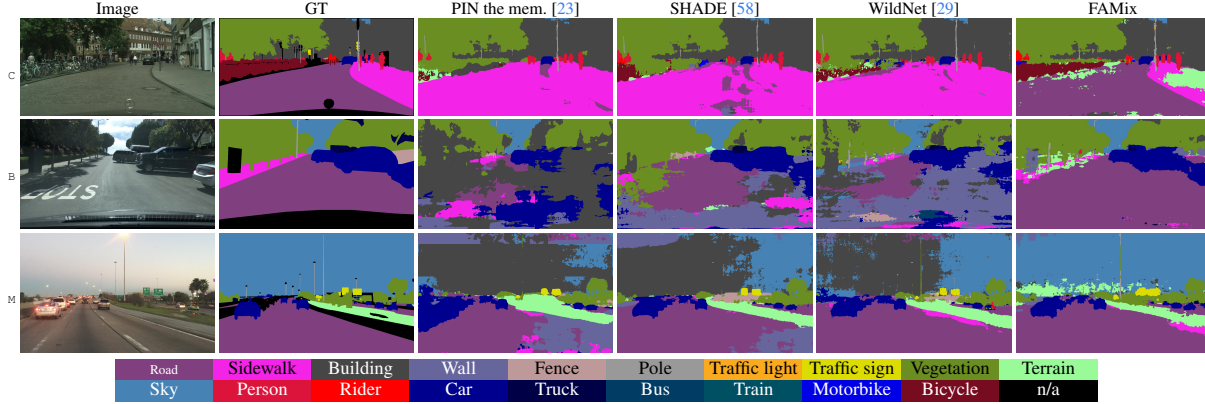 Image GT PIN the mem. [23] SHADE [58] WildNet [29] FAMix
C
B
STOP
M
Road Sidewalk Building Wall Fence Pole Traffic light Traffic sign Vegetation Terrain
Sky Person Rider Car Truck Bus Train Motorbike Bicycle n/a